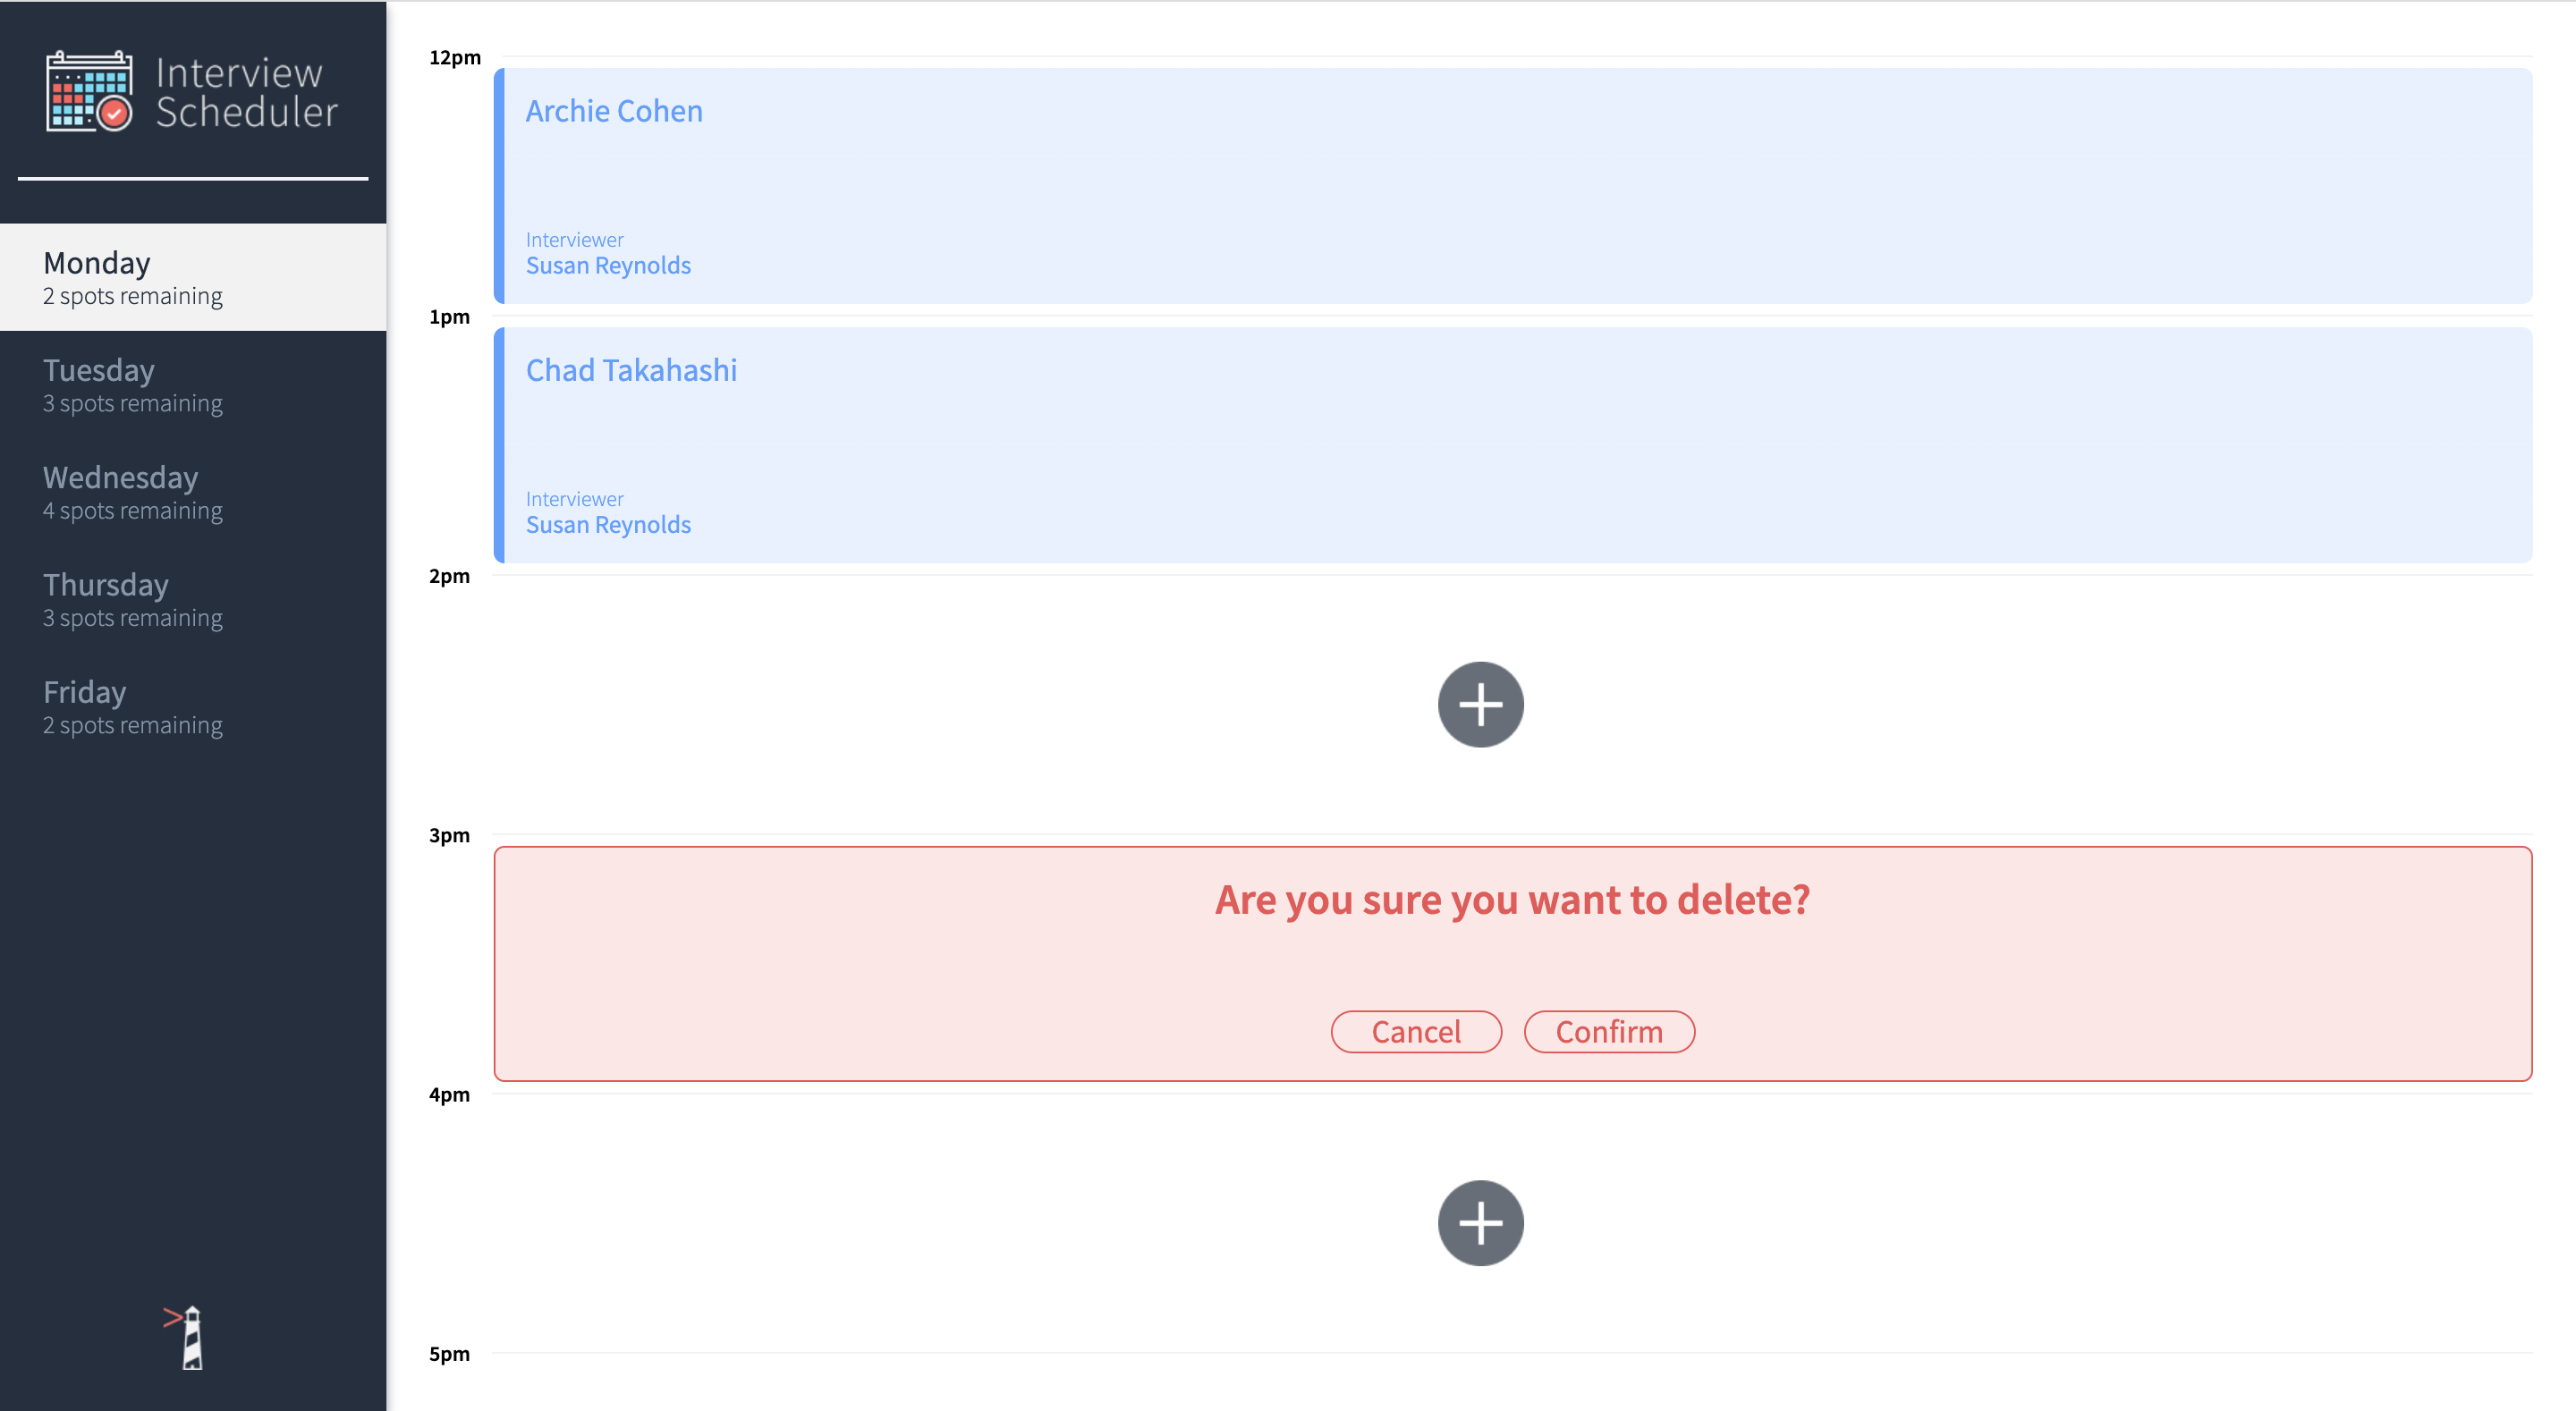 Interview
Scheduler
Monday
2 spots remaining
Tuesday
3 spots remaining
Wednesday
4 spots remaining
Thursday
3 spots remaining
Friday
2 spots remaining
12pm
Archie Cohen
Interviewer
Susan Reynolds
1pm
Chad Takahashi
Interviewer
Susan Reynolds
2pm
3pm
Are you sure you want to delete?
Cancel Confirm
4pm
5pm